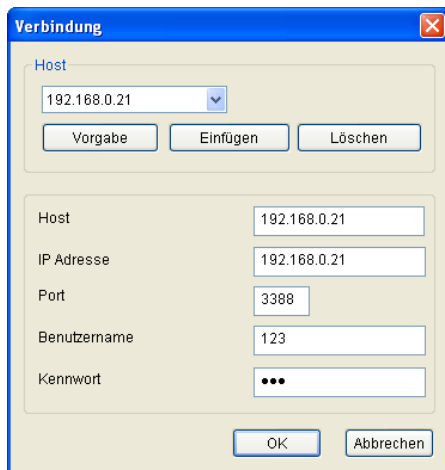 Verbindung
Host
192.168.0.21
Vorgabe Einfügen Löschen
Host 192.168.0.21
IP Adresse 192.168.0.21
Port 3388
Benutzername 123
Kennwort •••
OK Abbrechen